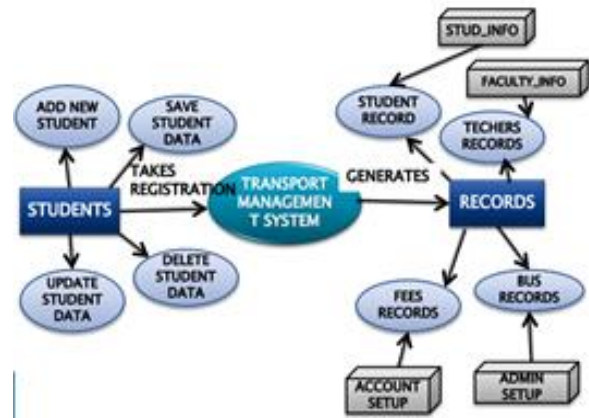 STUD_INFO
FACULTY_INFO
ADD NEW
STUDENT
SAVE
STUDENT
DATA
STUDENT
RECORD
TECHERS
RECORDS
TAKES
REGISTRATION
TRANSPORT
MANAGEMEN
T SYSTEM
GENERATES
STUDENTS
RECORDS
UPDATE
STUDENT
DATA
DELETE
STUDENT
DATA
FEES
RECORDS
BUS
RECORDS
ACCOUNT
SETUP
ADMIN
SETUP